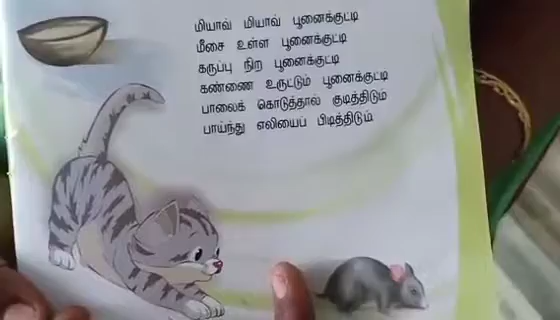 மியாவ் மியாவ் பூனைக்குட்டி
மீசை உள்ள பூனைக்குட்டி
கருப்பு நிற பூனைக்குட்டி
கண்ணை உருட்டும் பூனைக்குட்டி
பாலைக் கொடுத்தால் குடித்திடும்
பாய்ந்து எலியைப் பிடித்திடும்